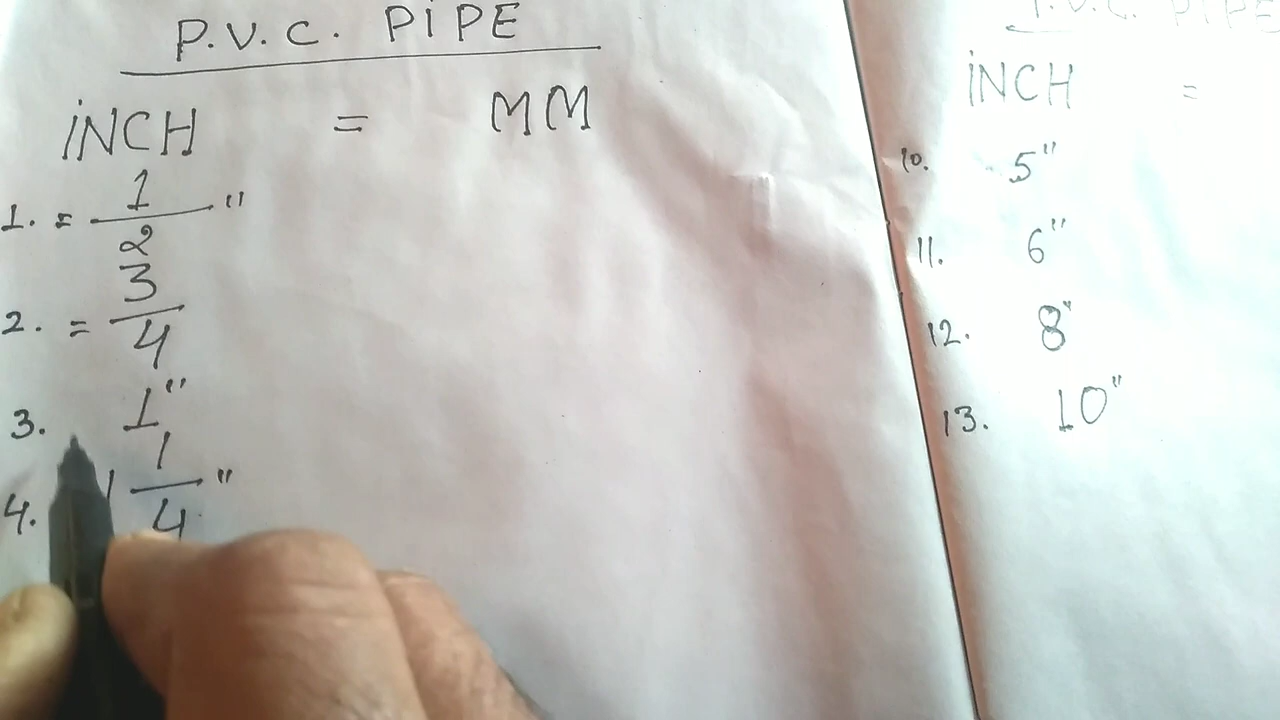 P.V.C. PIPE
INCH = MM
1. = 1/2 "
2. = 3/4
3. 1"
4. 1 1/4 "
P.V.C. PIPE
INCH =
10. 5"
11. 6"
12. 8"
13. 10"